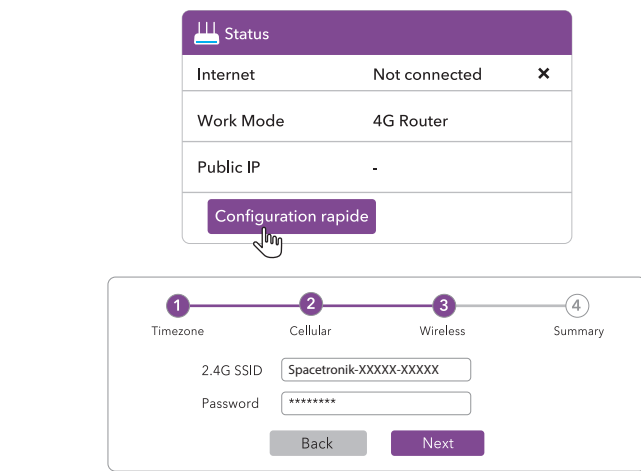 Status
Internet Not connected ×
Work Mode 4G Router
Public IP -
Configuration rapide
1 2 3 4
Timezone Cellular Wireless Summary
2.4G SSID Spacetronik-XXXXX-XXXXX
Password ********
Back Next